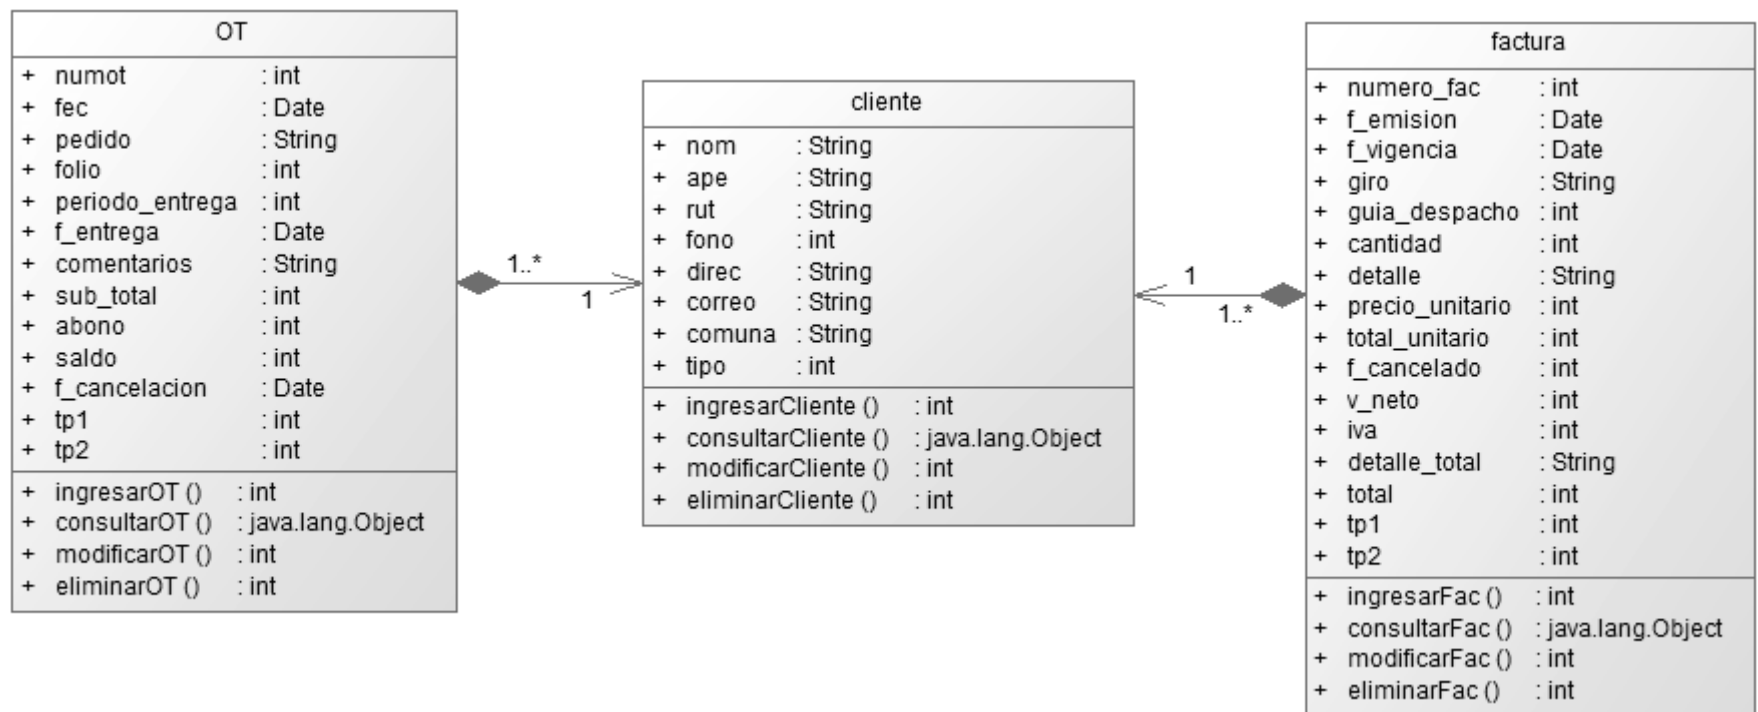 OT
+ numot : int
+ fec : Date
+ pedido : String
+ folio : int
+ periodo_entrega : int
+ f_entrega : Date
+ comentarios : String
+ sub_total : int
+ abono : int
+ saldo : int
+ f_cancelacion : Date
+ tp1 : int
+ tp2 : int
+ ingresarOT () : int
+ consultarOT () : java.lang.Object
+ modificarOT () : int
+ eliminarOT () : int
1..*
1
cliente
+ nom : String
+ ape : String
+ rut : String
+ fono : int
+ direc : String
+ correo : String
+ comuna : String
+ tipo : int
+ ingresarCliente () : int
+ consultarCliente () : java.lang.Object
+ modificarCliente () : int
+ eliminarCliente () : int
1
1..*
factura
+ numero_fac : int
+ f_emision : Date
+ f_vigencia : Date
+ giro : String
+ guia_despacho : int
+ cantidad : int
+ detalle : String
+ precio_unitario : int
+ total_unitario : int
+ f_cancelado : int
+ v_neto : int
+ iva : int
+ detalle_total : String
+ total : int
+ tp1 : int
+ tp2 : int
+ ingresarFac () : int
+ consultarFac () : java.lang.Object
+ modificarFac () : int
+ eliminarFac () : int